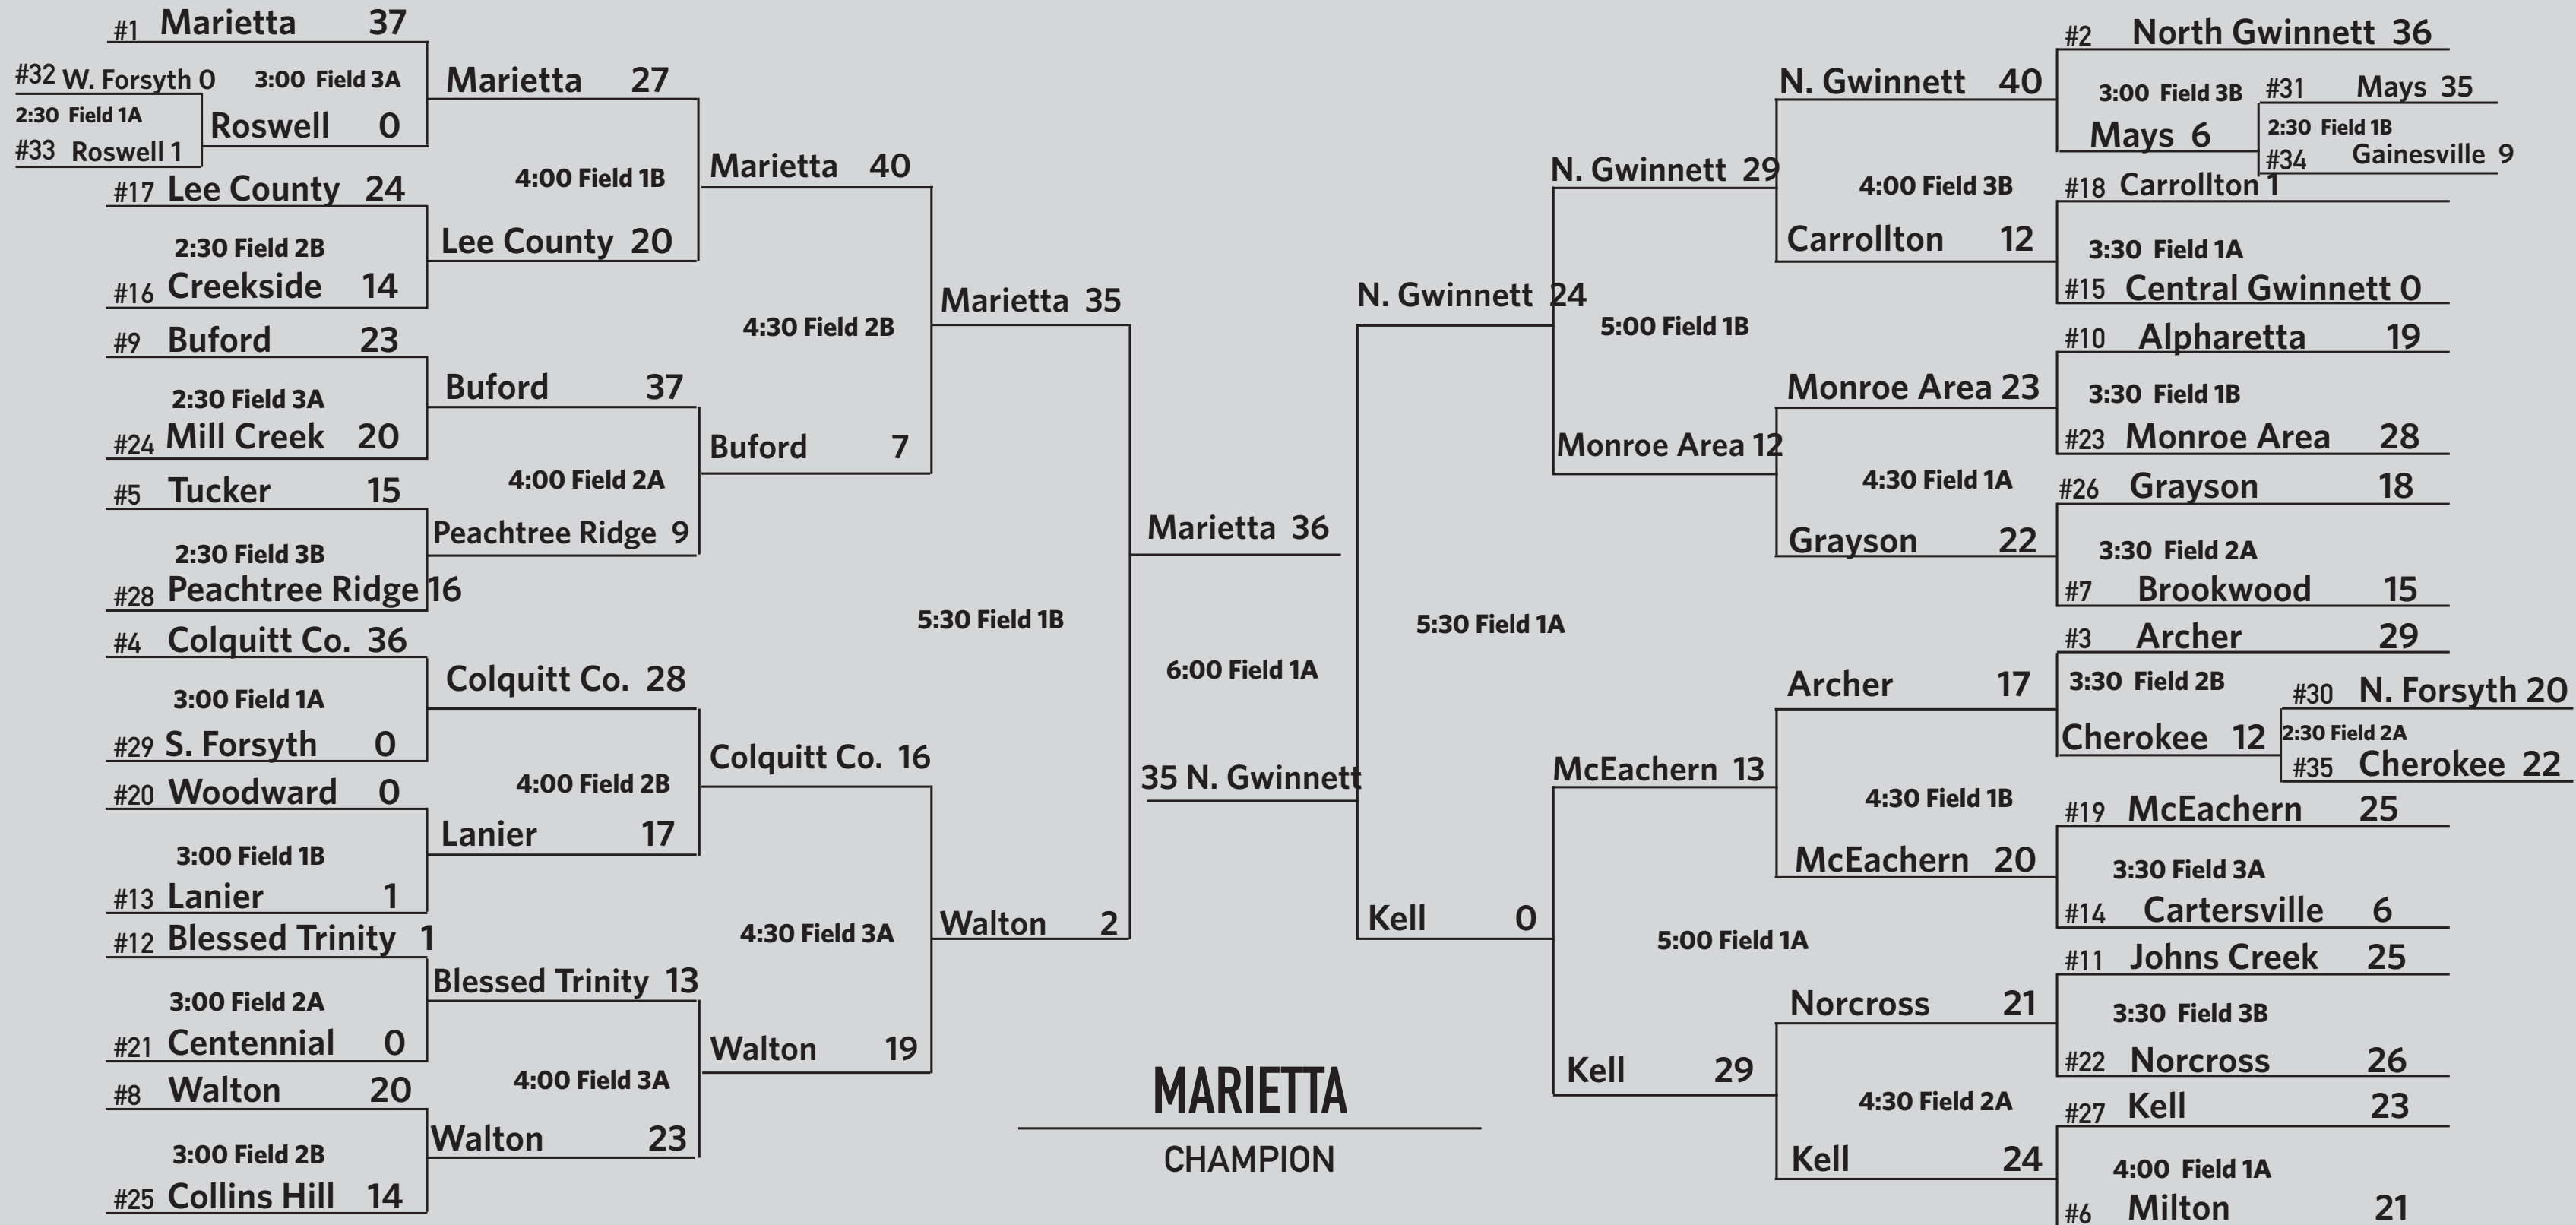 #1 Marietta 37
#32 W. Forsyth 0
3:00 Field 3A
2:30 Field 1A
Roswell 0
#33 Roswell 1
#17 Lee County 24
2:30 Field 2B
#16 Creekside 14
#9 Buford 23
2:30 Field 3A
#24 Mill Creek 20
#5 Tucker 15
2:30 Field 3B
#28 Peachtree Ridge 16
#4 Colquitt Co. 36
3:00 Field 1A
#29 S. Forsyth 0
#20 Woodward 0
3:00 Field 1B
#13 Lanier 1
#12 Blessed Trinity 1
3:00 Field 2A
#21 Centennial 0
#8 Walton 20
3:00 Field 2B
#25 Collins Hill 14
Marietta 27
4:00 Field 1B
Lee County 20
Buford 37
4:00 Field 2A
Peachtree Ridge 9
Colquitt Co. 28
4:00 Field 2B
Lanier 17
Blessed Trinity 13
4:00 Field 3A
Walton 23
Marietta 40
4:30 Field 2B
Buford 7
Colquitt Co. 16
4:30 Field 3A
Walton 19
Marietta 35
5:30 Field 1B
Walton 2
Marietta 36
6:00 Field 1A
35 N. Gwinnett
MARIETTA
CHAMPION
N. Gwinnett 24
5:30 Field 1A
Kell 0
N. Gwinnett 29
5:00 Field 1B
Monroe Area 12
McEachern 13
5:00 Field 1A
Kell 29
N. Gwinnett 40
4:00 Field 3B
Carrollton 12
Monroe Area 23
4:30 Field 1A
Grayson 22
Archer 17
4:30 Field 1B
McEachern 20
Norcross 21
4:30 Field 2A
Kell 24
#2 North Gwinnett 36
3:00 Field 3B
#31 Mays 35
Mays 6
2:30 Field 1B
#34 Gainesville 9
#18 Carrollton 1
3:30 Field 1A
#15 Central Gwinnett 0
#10 Alpharetta 19
3:30 Field 1B
#23 Monroe Area 28
#26 Grayson 18
3:30 Field 2A
#7 Brookwood 15
#3 Archer 29
3:30 Field 2B
#30 N. Forsyth 20
Cherokee 12
2:30 Field 2A
#35 Cherokee 22
#19 McEachern 25
3:30 Field 3A
#14 Cartersville 6
#11 Johns Creek 25
3:30 Field 3B
#22 Norcross 26
#27 Kell 23
4:00 Field 1A
#6 Milton 21